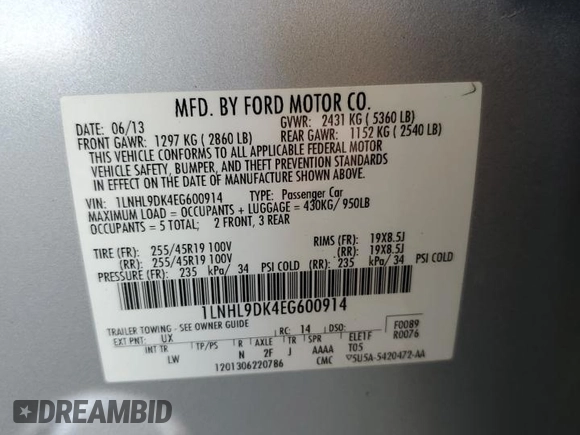 MFD. BY FORD MOTOR CO.
DATE: 06/13 GVWR: 2431 KG ( 5360 LB)
FRONT GAWR: 1297 KG ( 2860 LB) REAR GAWR: 1152 KG ( 2540 LB)
THIS VEHICLE CONFORMS TO ALL APPLICABLE FEDERAL MOTOR
VEHICLE SAFETY, BUMPER, AND THEFT PREVENTION STANDARDS
IN EFFECT ON THE DATE OF MANUFACTURE SHOWN ABOVE.
VIN: 1LNHL9DK4EG600914 TYPE: Passenger Car
MAXIMUM LOAD = OCCUPANTS + LUGGAGE = 430KG/ 950LB
OCCUPANTS = 5 TOTAL; 2 FRONT, 3 REAR
TIRE (FR): 255/45R19 100V RIMS (FR): 19X8.5J
(RR): 255/45R19 100V (RR): 19X8.5J
PRESSURE (FR): 235 kPa/ 34 PSI COLD (RR): 235 kPa/ 34 PSI COLD
1LNHL9DK4EG600914
TRAILER TOWING - SEE OWNER GUIDE
EXT PNT: UX RC: 14 DSO: F0089
INT TR TP/PS R AXLE TR SPR ELE1F R0076
LW N 2F J AAAA T05
1201306220786 CMC 5U5A-5420472-AA
DREAMBID